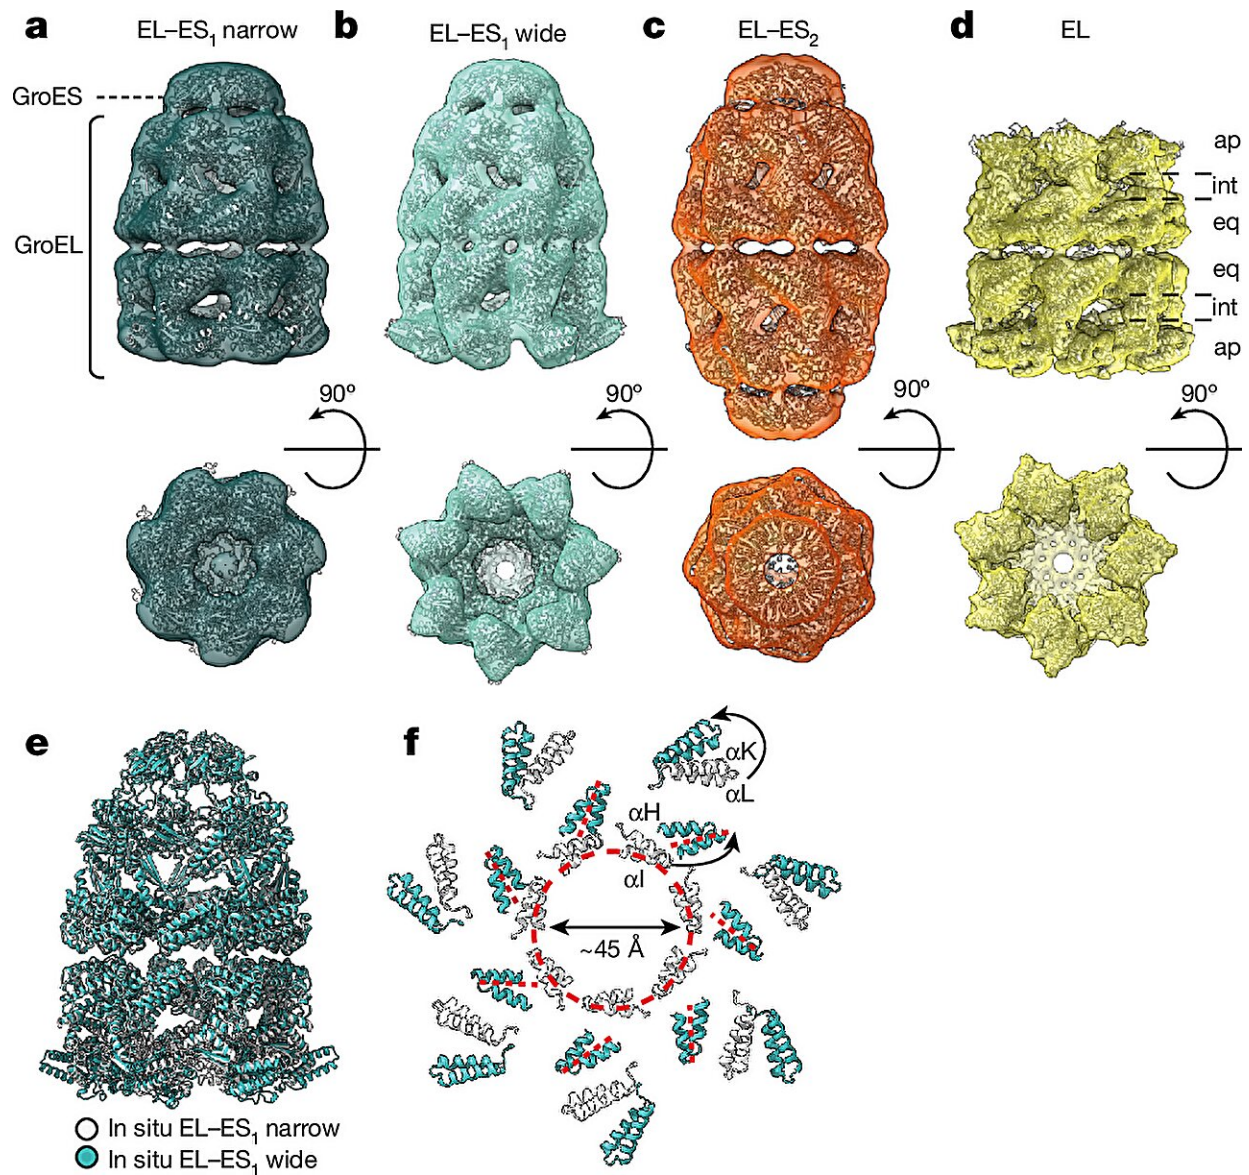 a EL–ES₁ narrow
b EL–ES₁ wide
c EL–ES₂
d EL
GroES
GroEL
ap
int
eq
eq
int
ap
90º
90º
90º
90º
e
In situ EL–ES₁ narrow
In situ EL–ES₁ wide
f
αK
αL
αH
αI
~45 Å